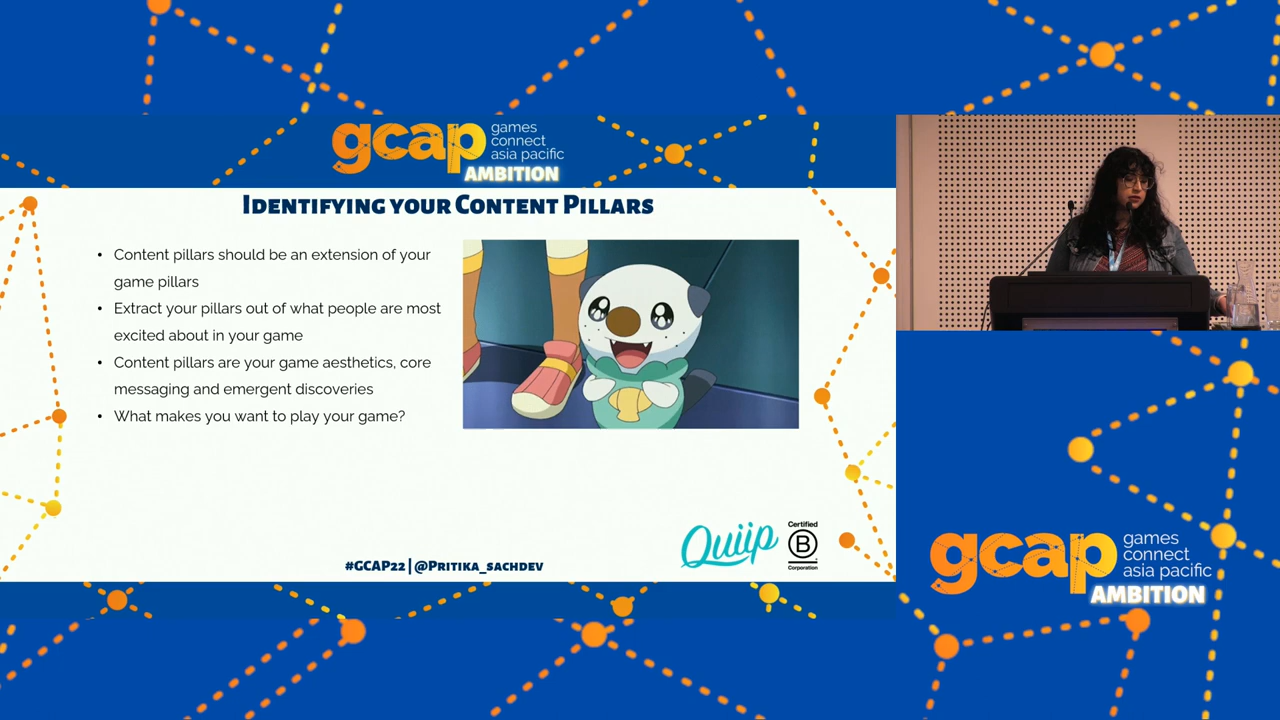 gcap games
connect
asia pacific
AMBITION
Identifying your Content Pillars
• Content pillars should be an extension of your
game pillars
• Extract your pillars out of what people are most
excited about in your game
• Content pillars are your game aesthetics, core
messaging and emergent discoveries
• What makes you want to play your game?
Quiip
Certified
B
Corporation
#GCAP22 | @Pritika_sachdev
gcap games
connect
asia pacific
AMBITION